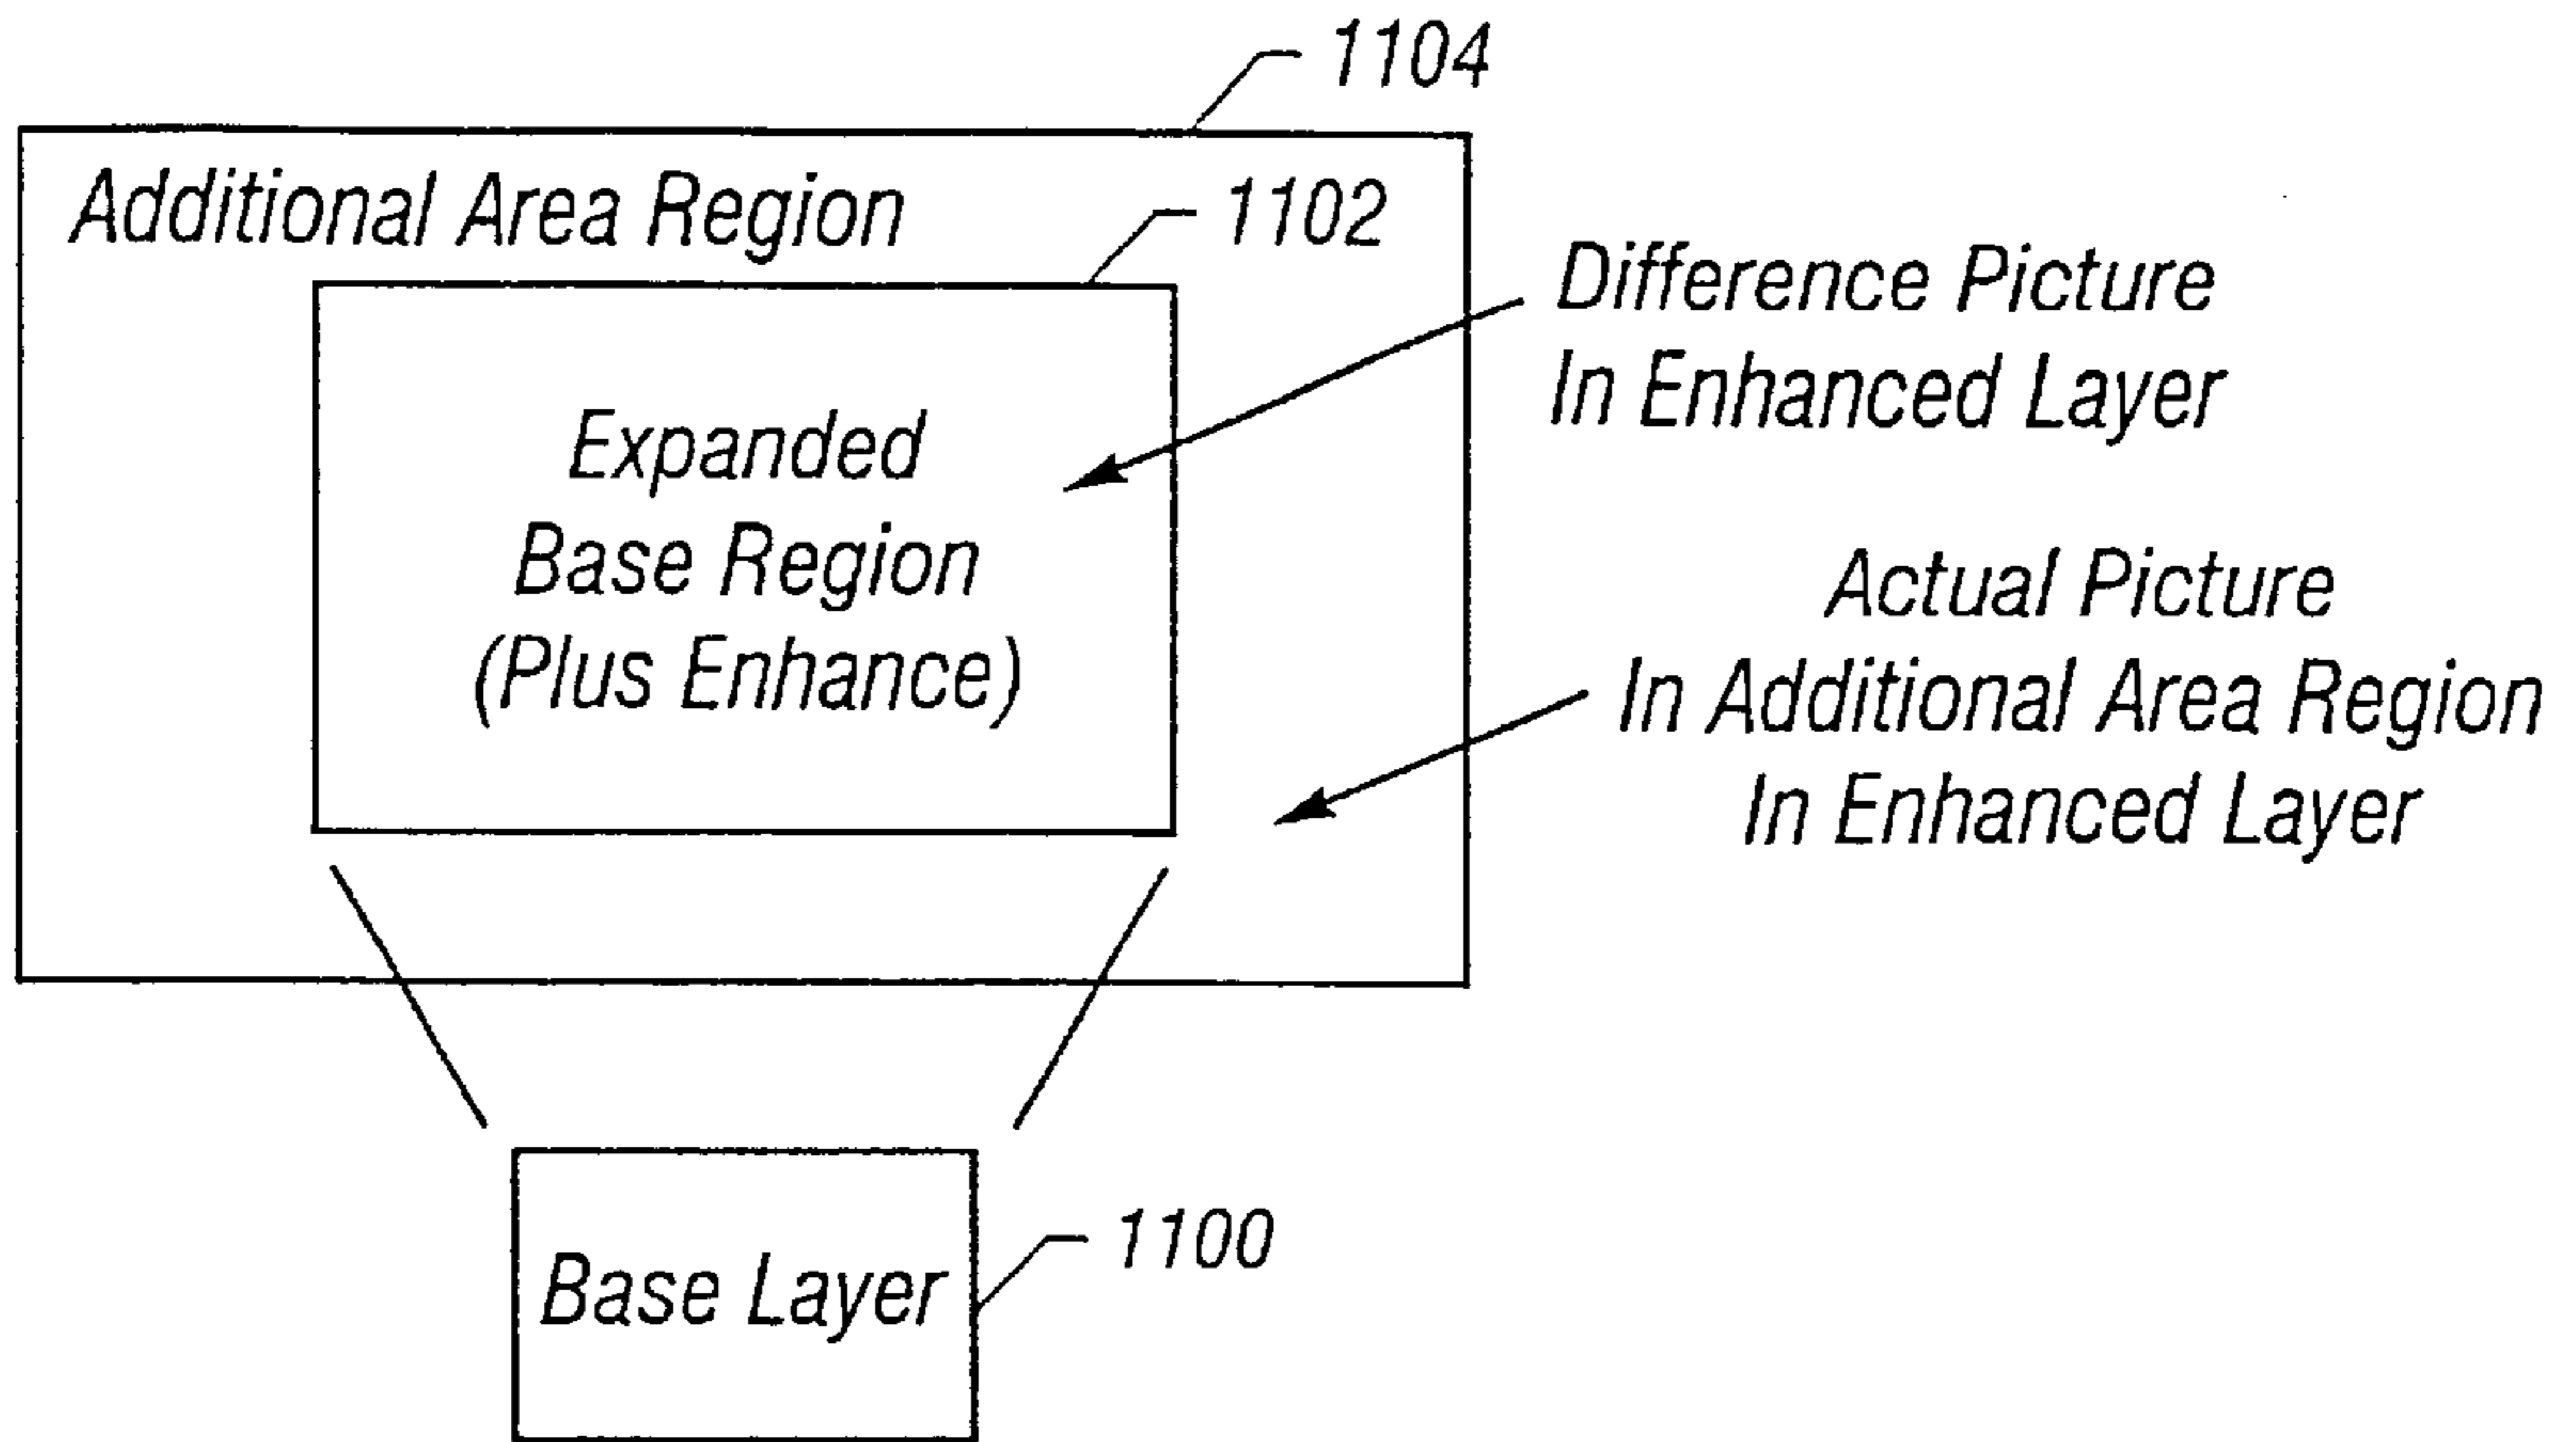 1104
Additional Area Region
1102
Difference Picture
In Enhanced Layer
Expanded
Base Region
(Plus Enhance)
Actual Picture
In Additional Area Region
In Enhanced Layer
1100
Base Layer